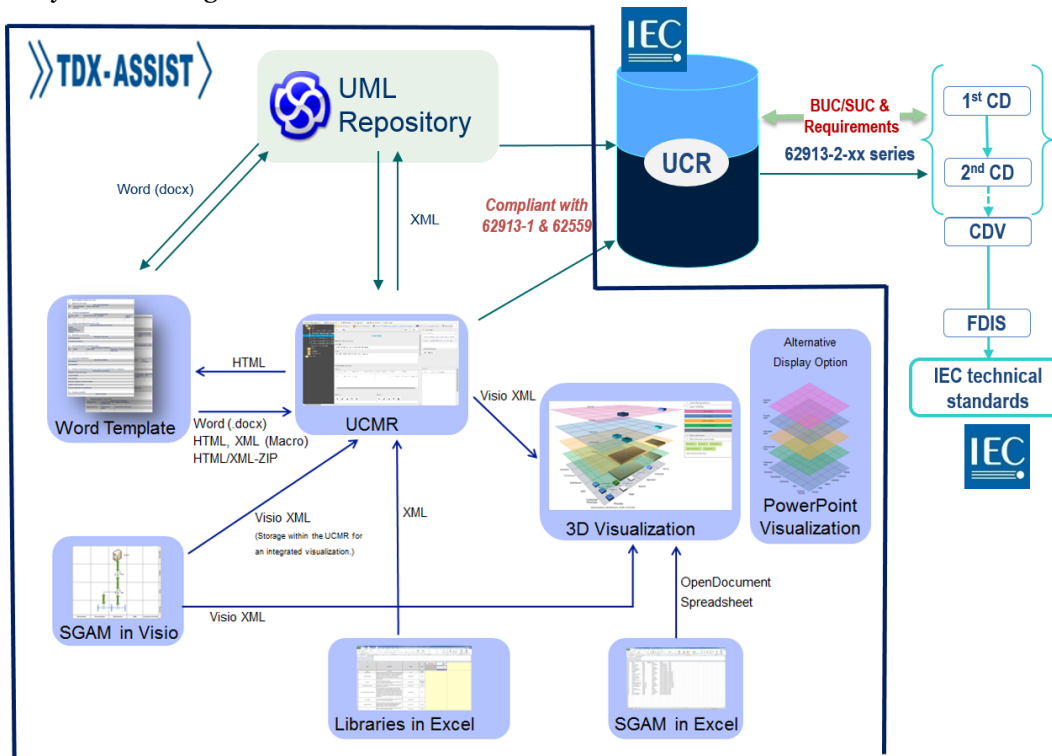 TDX-ASSIST
UML
Repository
IEC
UCR
BUC/SUC &
Requirements
62913-2-xx series
1st CD
2nd CD
CDV
FDIS
IEC technical
standards
IEC
Word (docx)
XML
Compliant with
62913-1 & 62559
Word Template
HTML
Word (.docx)
HTML, XML (Macro)
HTML/XML-ZIP
UCMR
Visio XML
3D Visualization
Alternative
Display Option
PowerPoint
Visualization
Visio XML
(Storage within the UCMR for
an integrated visualization.)
XML
SGAM in Visio
Visio XML
OpenDocument
Spreadsheet
Libraries in Excel
SGAM in Excel